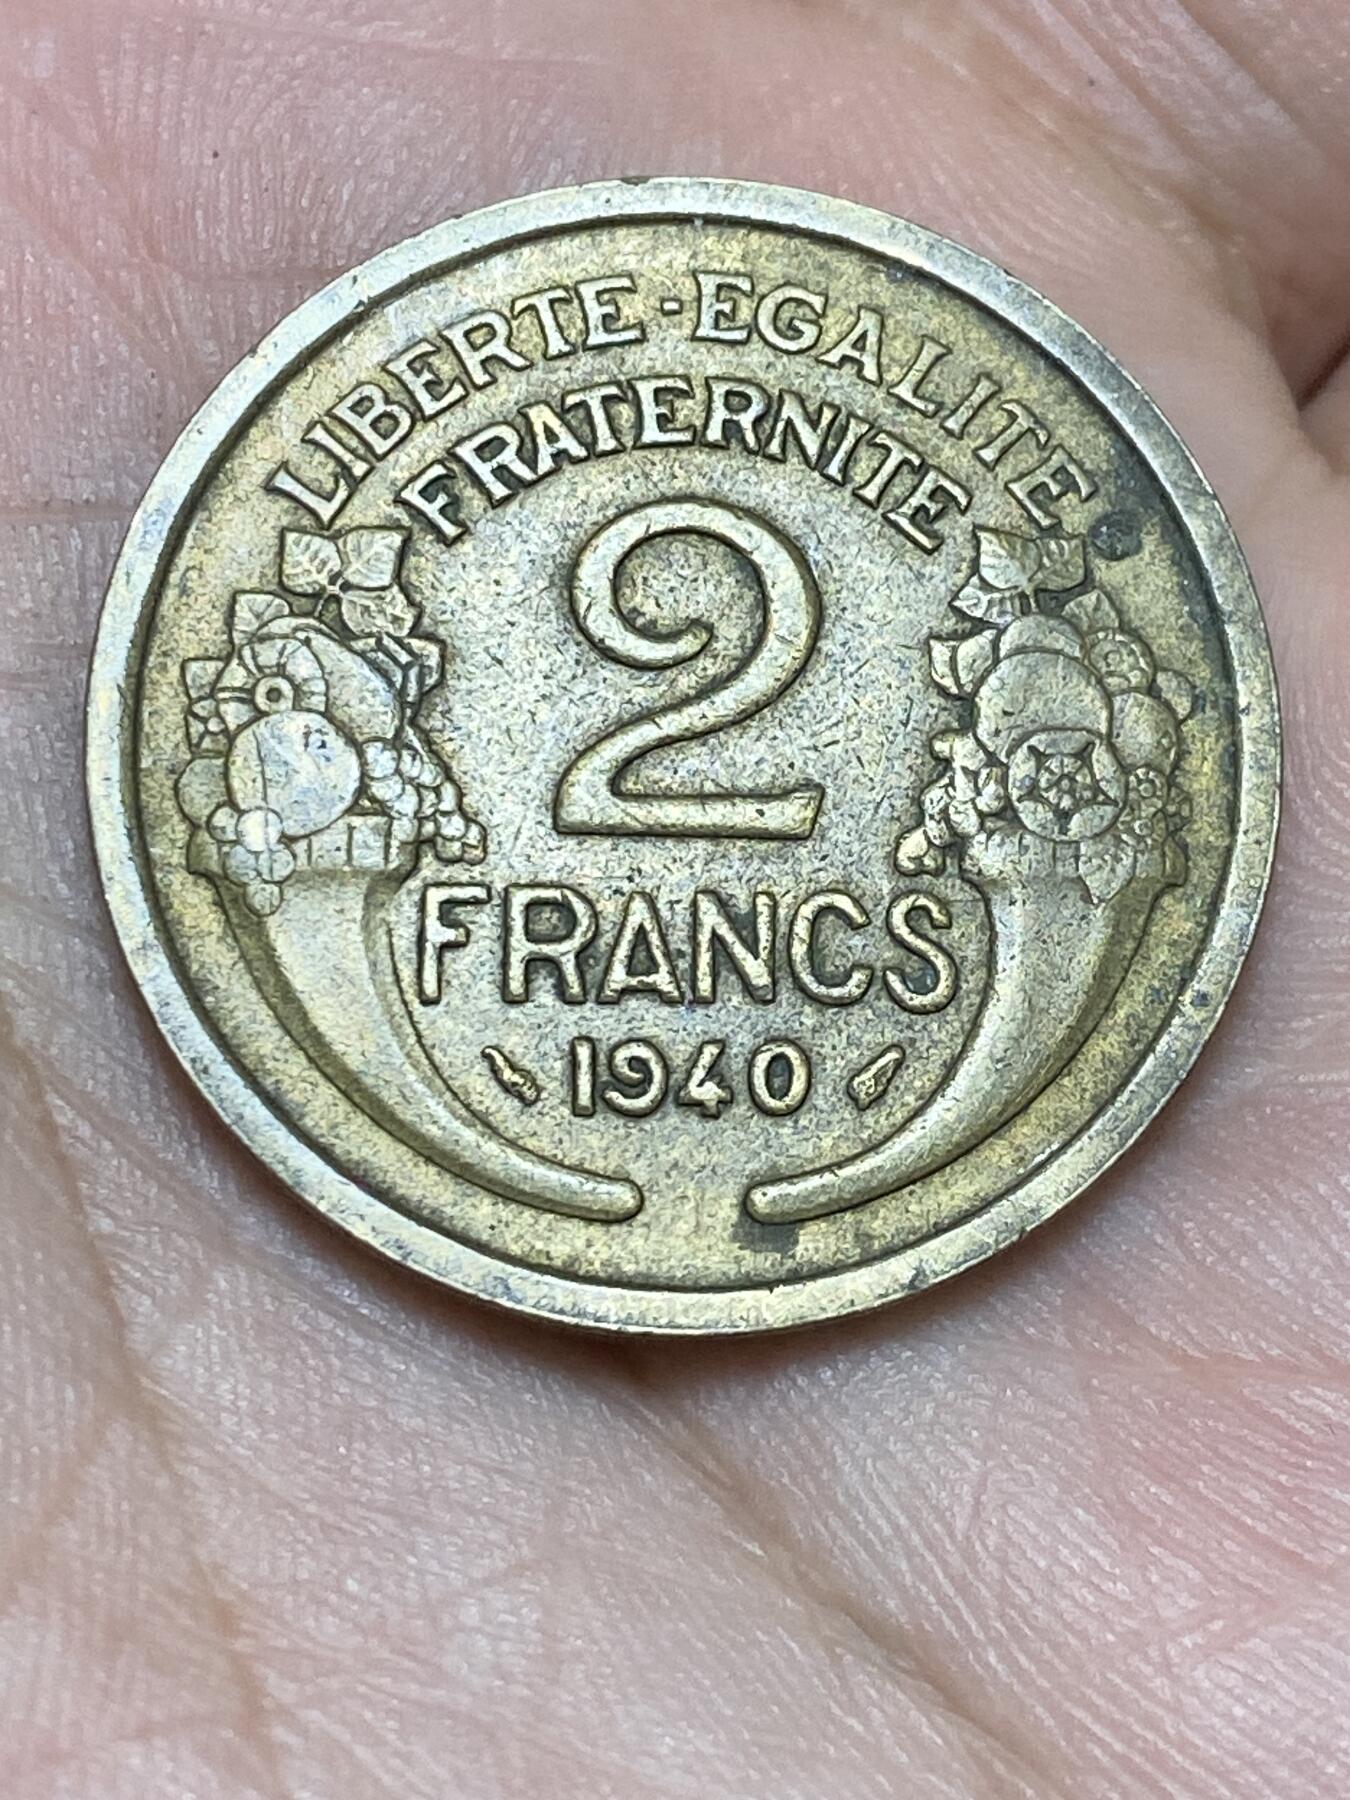 LIBERTE · EGALITE
FRATERNITE
2
FRANCS
1940